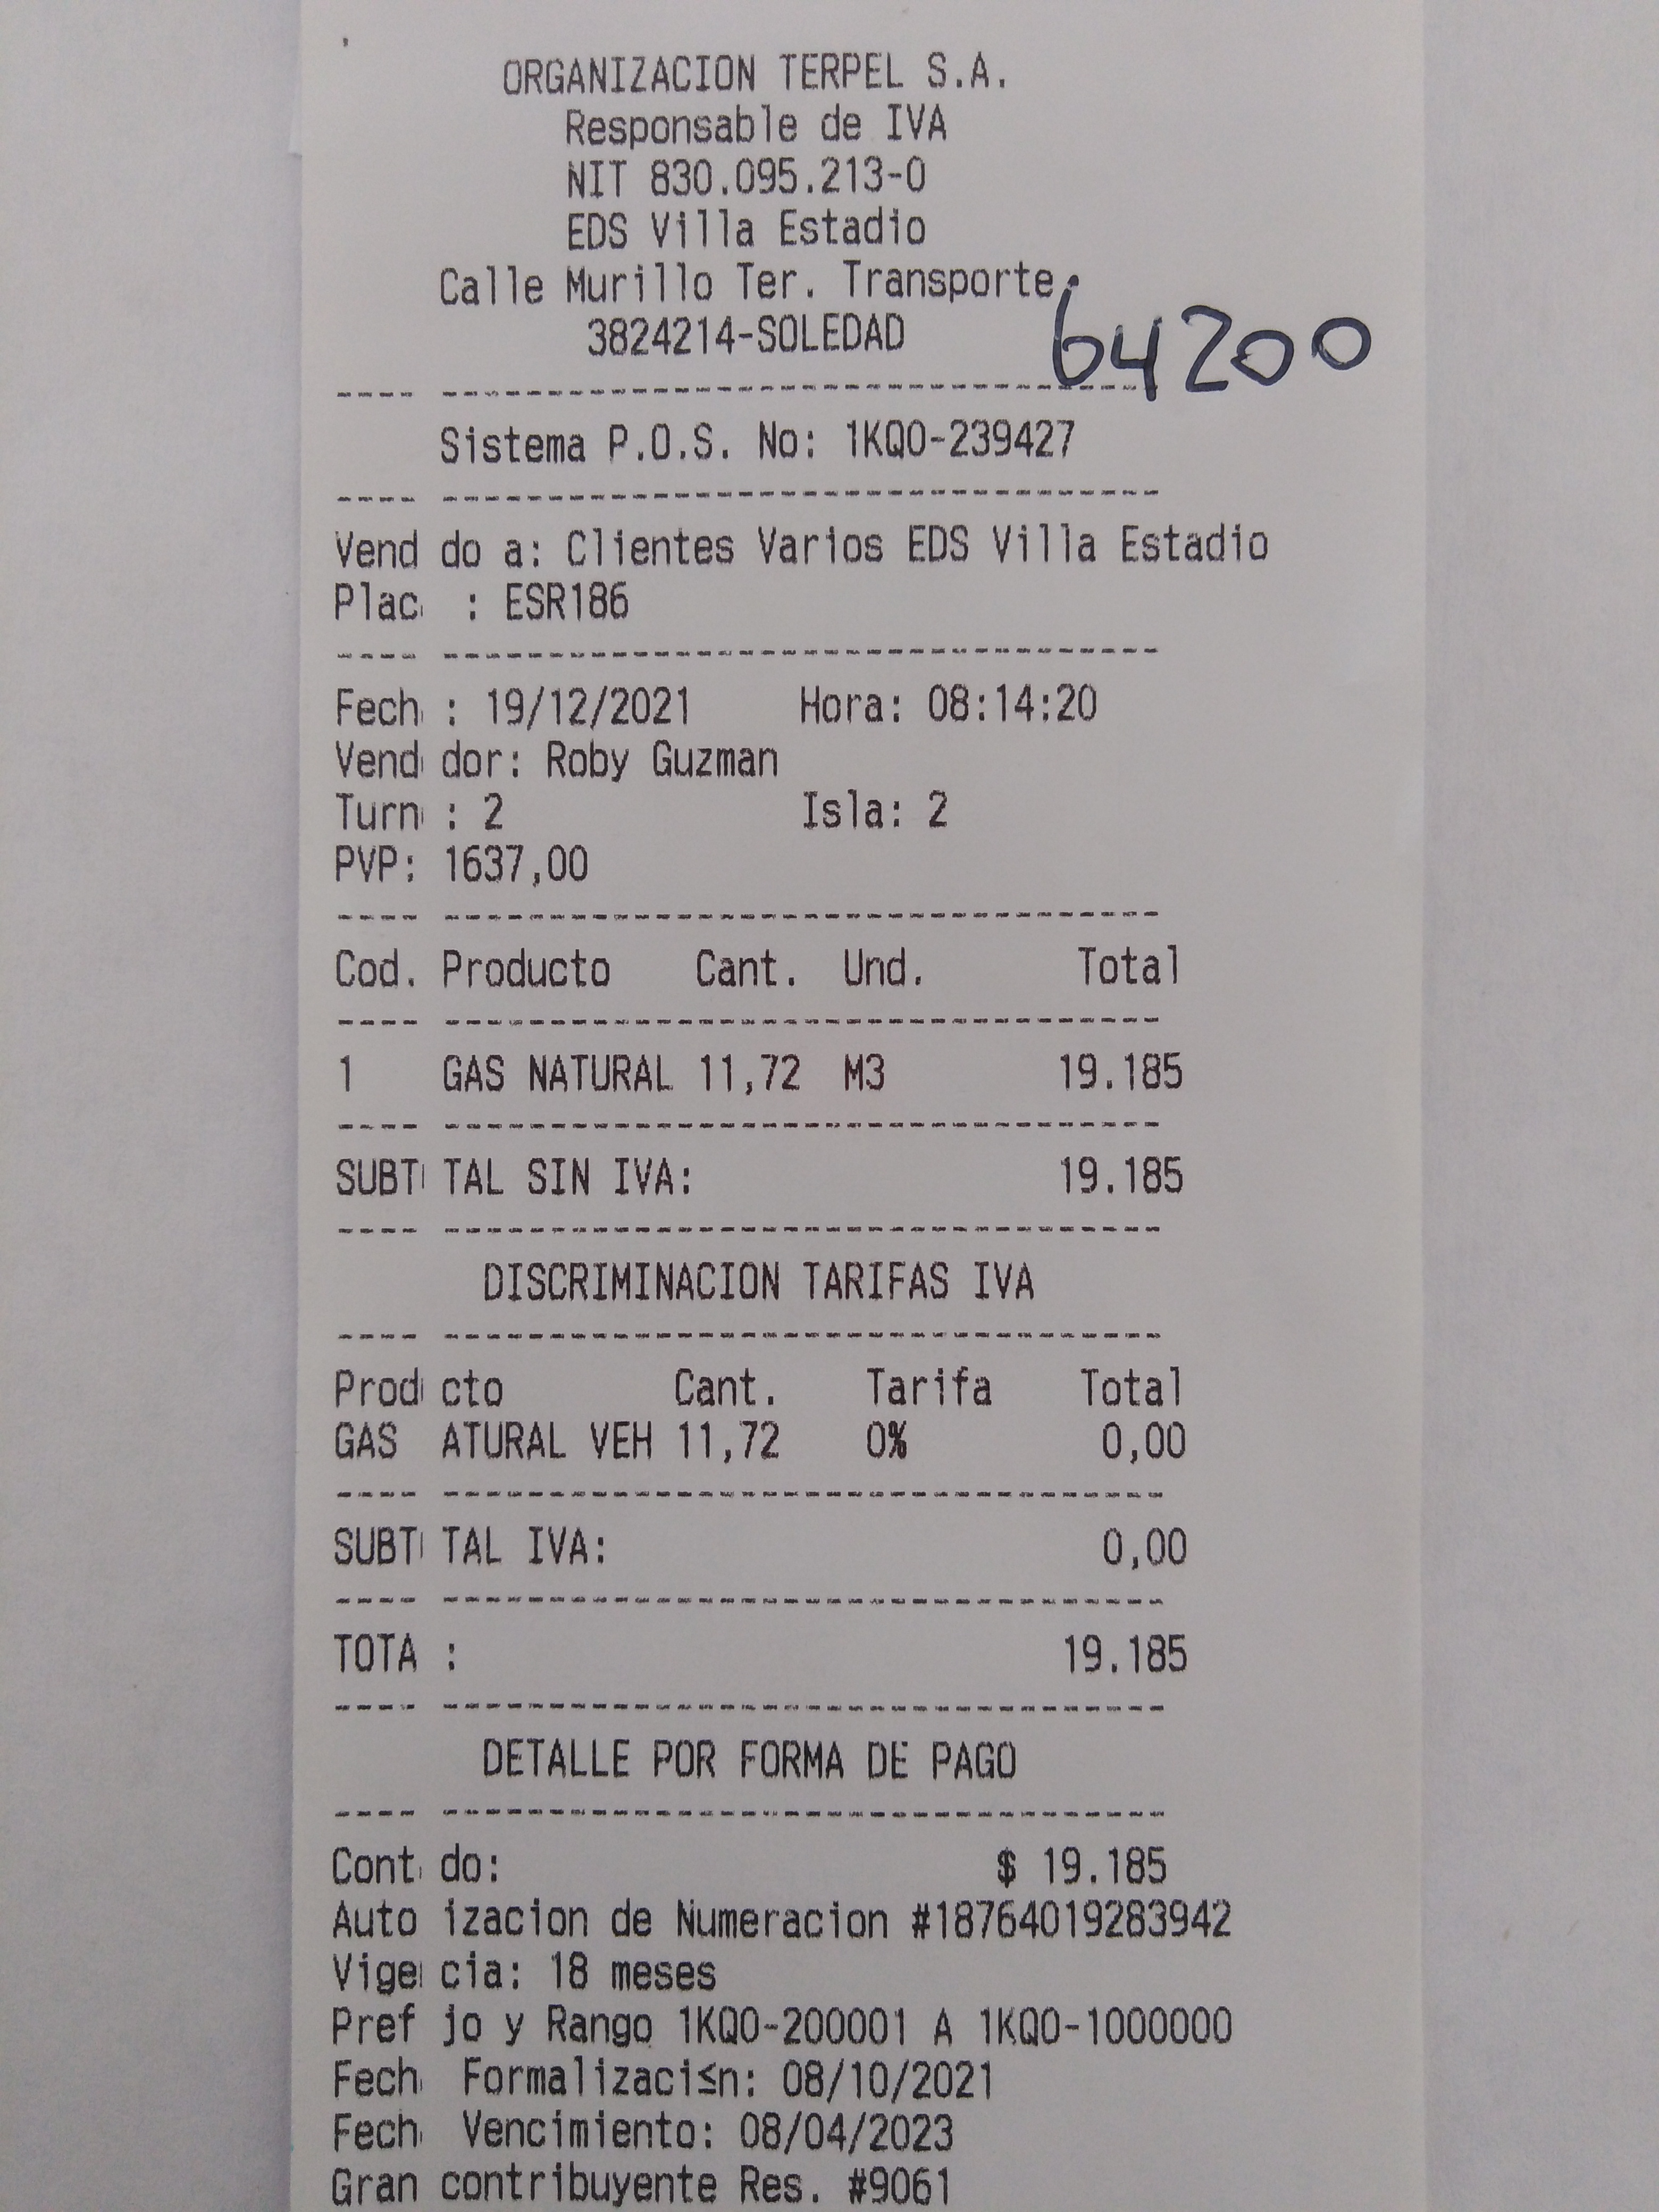 ORGANIZACION TERPEL S.A.
Responsable de IVA
NIT 830.095.213-0
EDS Villa Estadio
Calle Murillo Ter. Transporte.
3824214-SOLEDAD
64200
Sistema P.O.S. No: 1KQ0-239427
Vend do a: Clientes Varios EDS Villa Estadio
Plac : ESR186
Fech : 19/12/2021 Hora: 08:14:20
Vend dor: Roby Guzman
Turn : 2 Isla: 2
PVP: 1637,00
Cod. Producto Cant. Und. Total
1 GAS NATURAL 11,72 M3 19.185
SUBT TAL SIN IVA: 19.185
DISCRIMINACION TARIFAS IVA
Prod cto Cant. Tarifa Total
GAS ATURAL VEH 11,72 0% 0,00
SUBT TAL IVA: 0,00
TOTA : 19.185
DETALLE POR FORMA DE PAGO
Cont do: $ 19.185
Auto izacion de Numeracion #18764019283942
Vige cia: 18 meses
Pref jo y Rango 1KQ0-200001 A 1KQ0-1000000
Fech Formalizaci≤n: 08/10/2021
Fech Vencimiento: 08/04/2023
Gran contribuyente Res. #9061